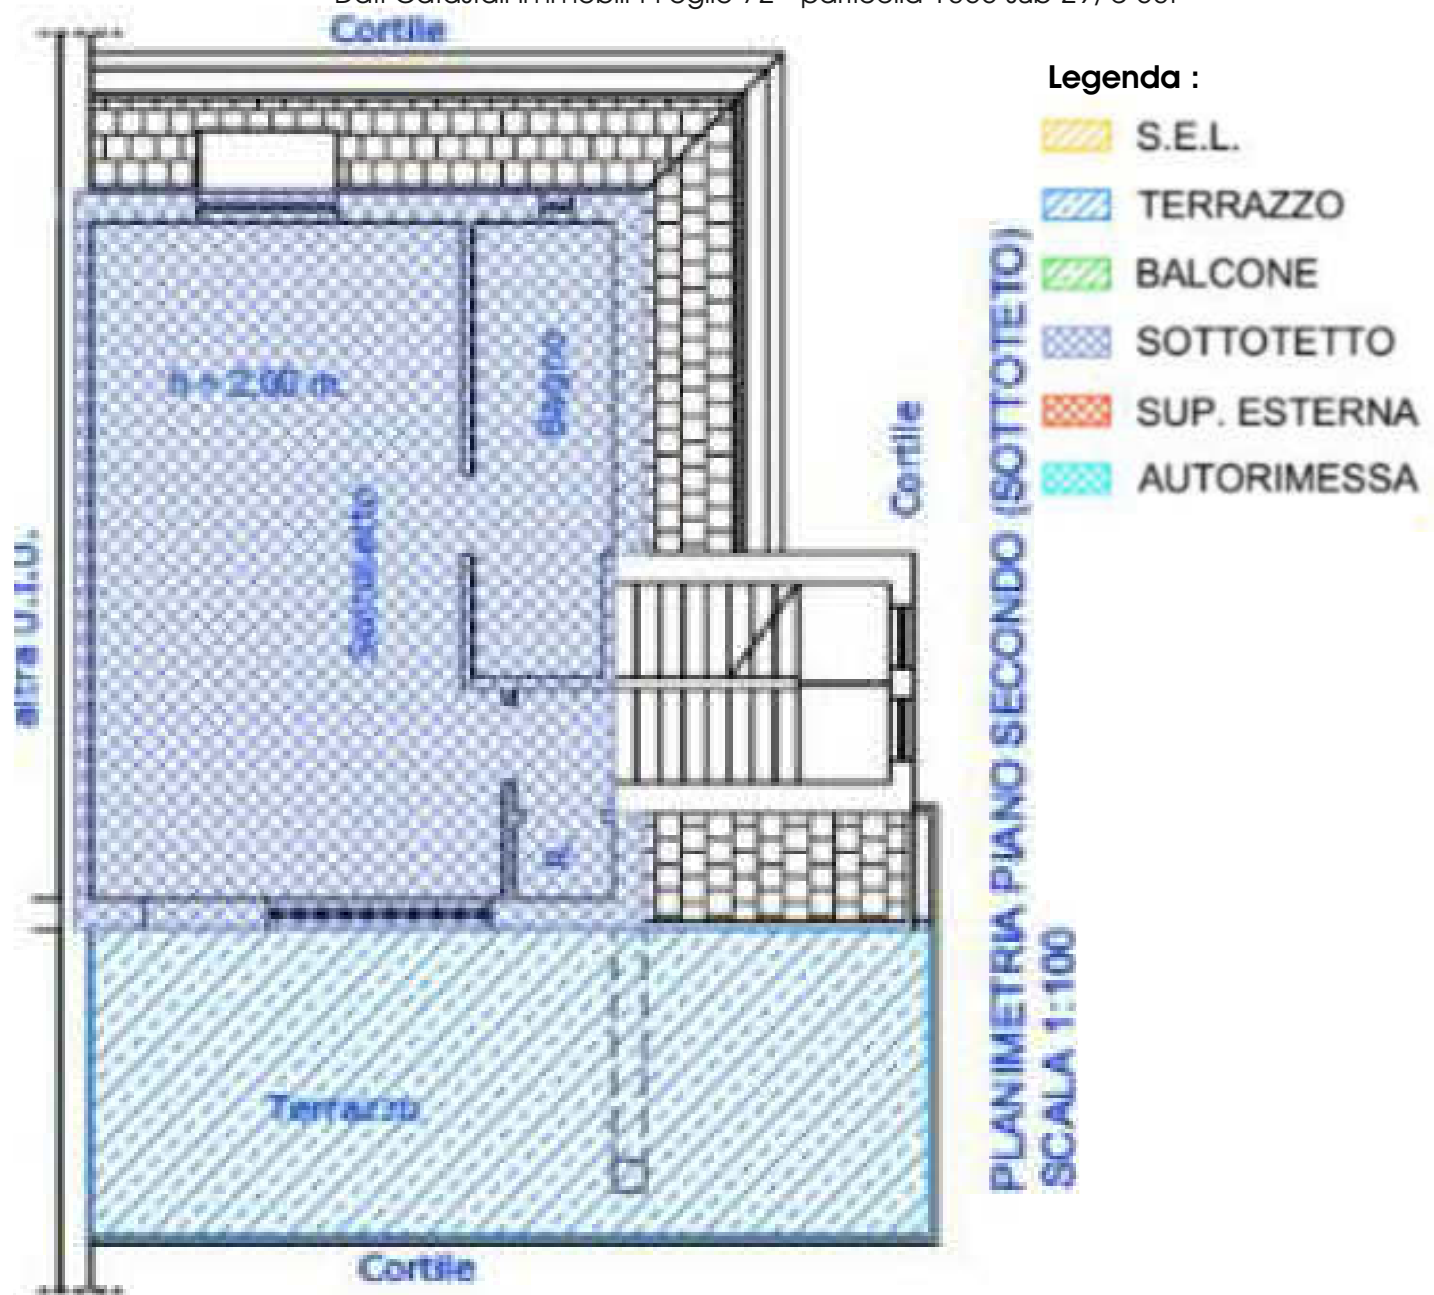 Cortile
Legenda :
S.E.L.
TERRAZZO
BALCONE
SOTTOTETTO
SUP. ESTERNA
AUTORIMESSA
h = 2.00 m.
Bagno
Sottotetto
Cortile
altra U.I.U.
R.
Terrazzo
Cortile
PLANIMETRIA PIANO SECONDO (SOTTOTETO)
SCALA 1:100